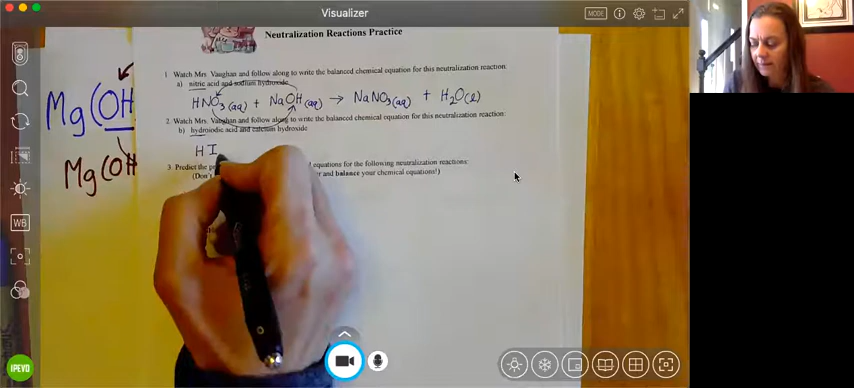 Visualizer
MODE
Neutralization Reactions Practice
1 Watch Mrs. Vaughan and follow along to write the balanced chemical equation for this neutralization reaction:
a) nitric acid and sodium hydroxide
HNO₃(aq) + NaOH(aq) → NaNO₃(aq) + H₂O(l)
2. Watch Mrs. Vaughan and follow along to write the balanced chemical equation for this neutralization reaction:
b) hydroiodic acid and calcium hydroxide
HI
3. Predict the equations for the following neutralization reactions:
(Don't and balance your chemical equations!)
Mg(OH
Mg(OH
WB
IPEVO